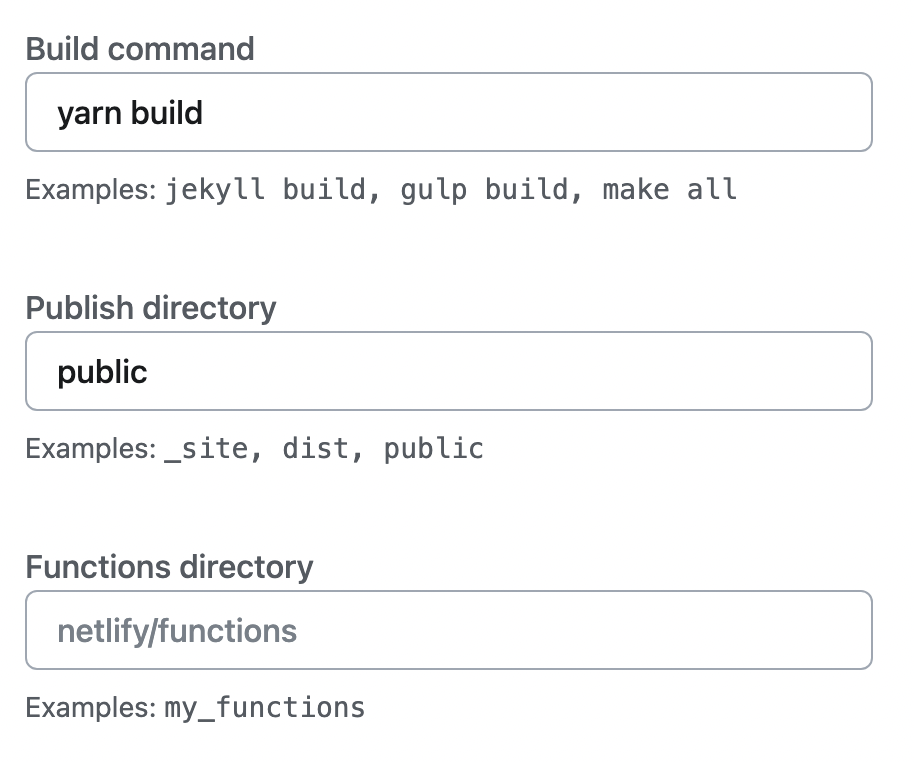 Build command
yarn build
Examples: jekyll build, gulp build, make all
Publish directory
public
Examples: _site, dist, public
Functions directory
netlify/functions
Examples: my_functions